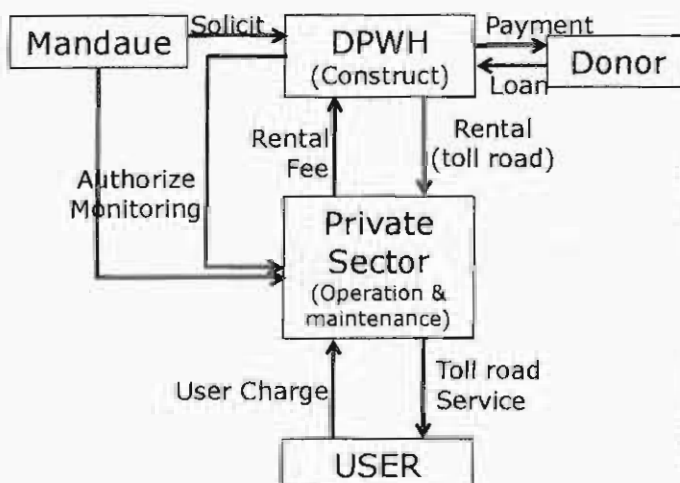 Mandaue
Solicit
DPWH
(Construct)
Payment
Loan
Donor
Rental
Fee
Rental
(toll road)
Authorize
Monitoring
Private
Sector
(Operation &
maintenance)
User Charge
Toll road
Service
USER